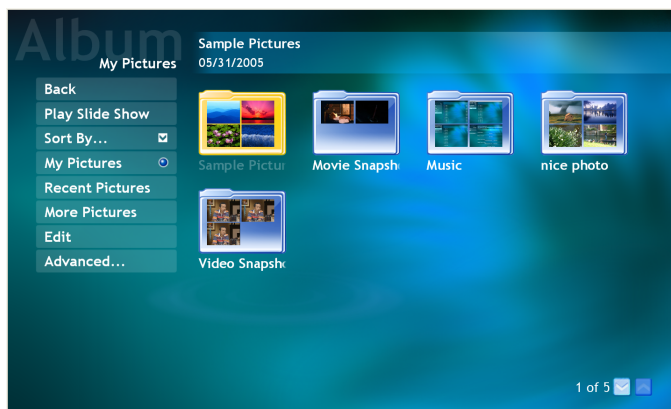 Album
My Pictures
Sample Pictures
05/31/2005
Back
Play Slide Show
Sort By...
My Pictures
Recent Pictures
More Pictures
Edit
Advanced...
Sample Pictur
Movie Snapsh
Music
nice photo
Video Snapsh
1 of 5